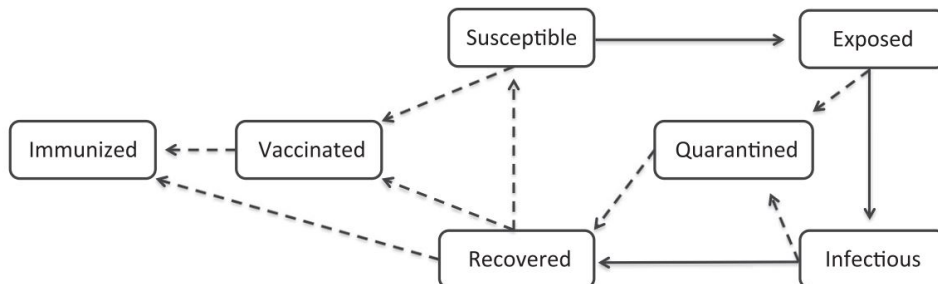 Susceptible
Exposed
Immunized
Vaccinated
Quarantined
Recovered
Infectious